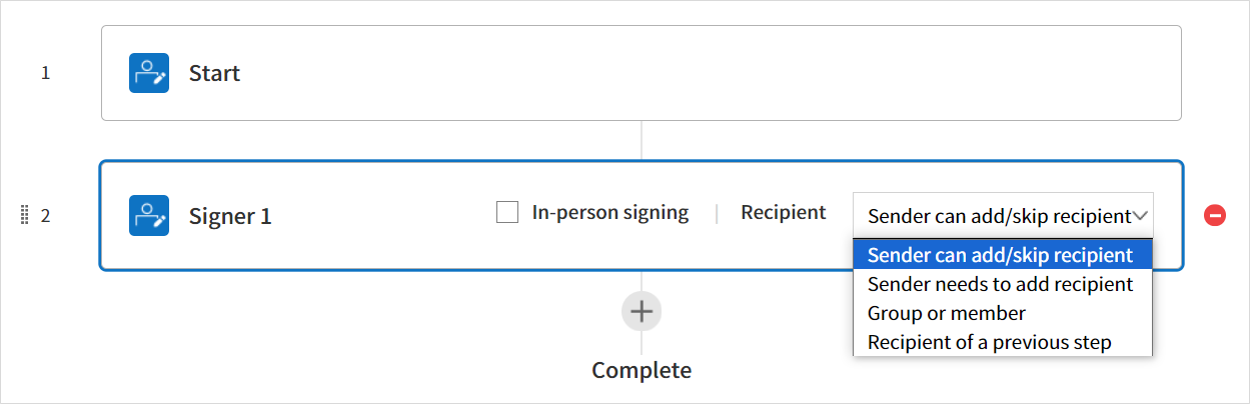 1
Start
2
Signer 1
In-person signing
Recipient
Sender can add/skip recipient
Sender can add/skip recipient
Sender needs to add recipient
Group or member
Recipient of a previous step
Complete